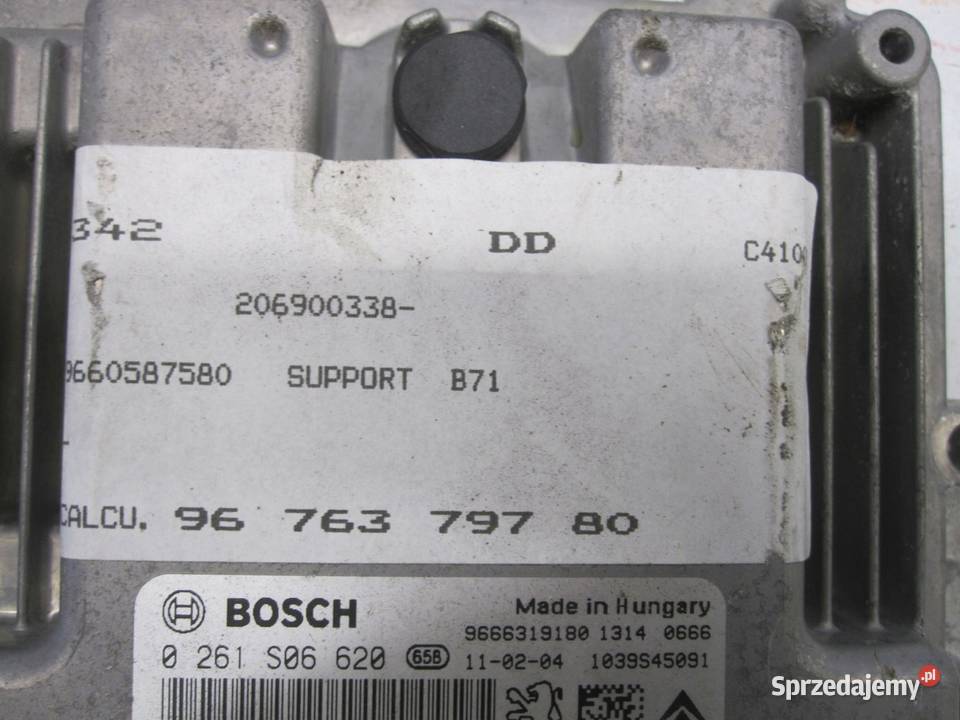 342 DD C410
206900338-
9660587580 SUPPORT B71
-
CALCU. 96 763 797 80
BOSCH Made in Hungary
9666319180 1314 0666
0 261 S06 620 65B 11-02-04 1039S45091
Sprzedajemy.pl